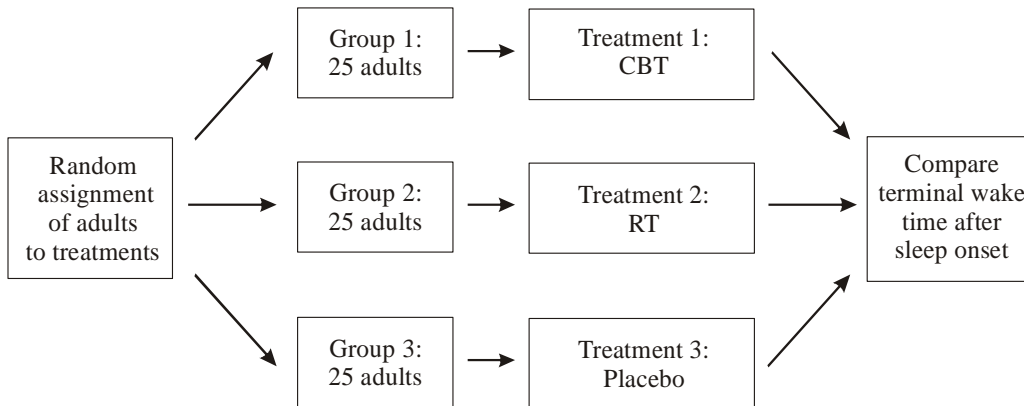 Random
assignment
of adults
to treatments
Group 1:
25 adults
Treatment 1:
CBT
Group 2:
25 adults
Treatment 2:
RT
Group 3:
25 adults
Treatment 3:
Placebo
Compare
terminal wake
time after
sleep onset